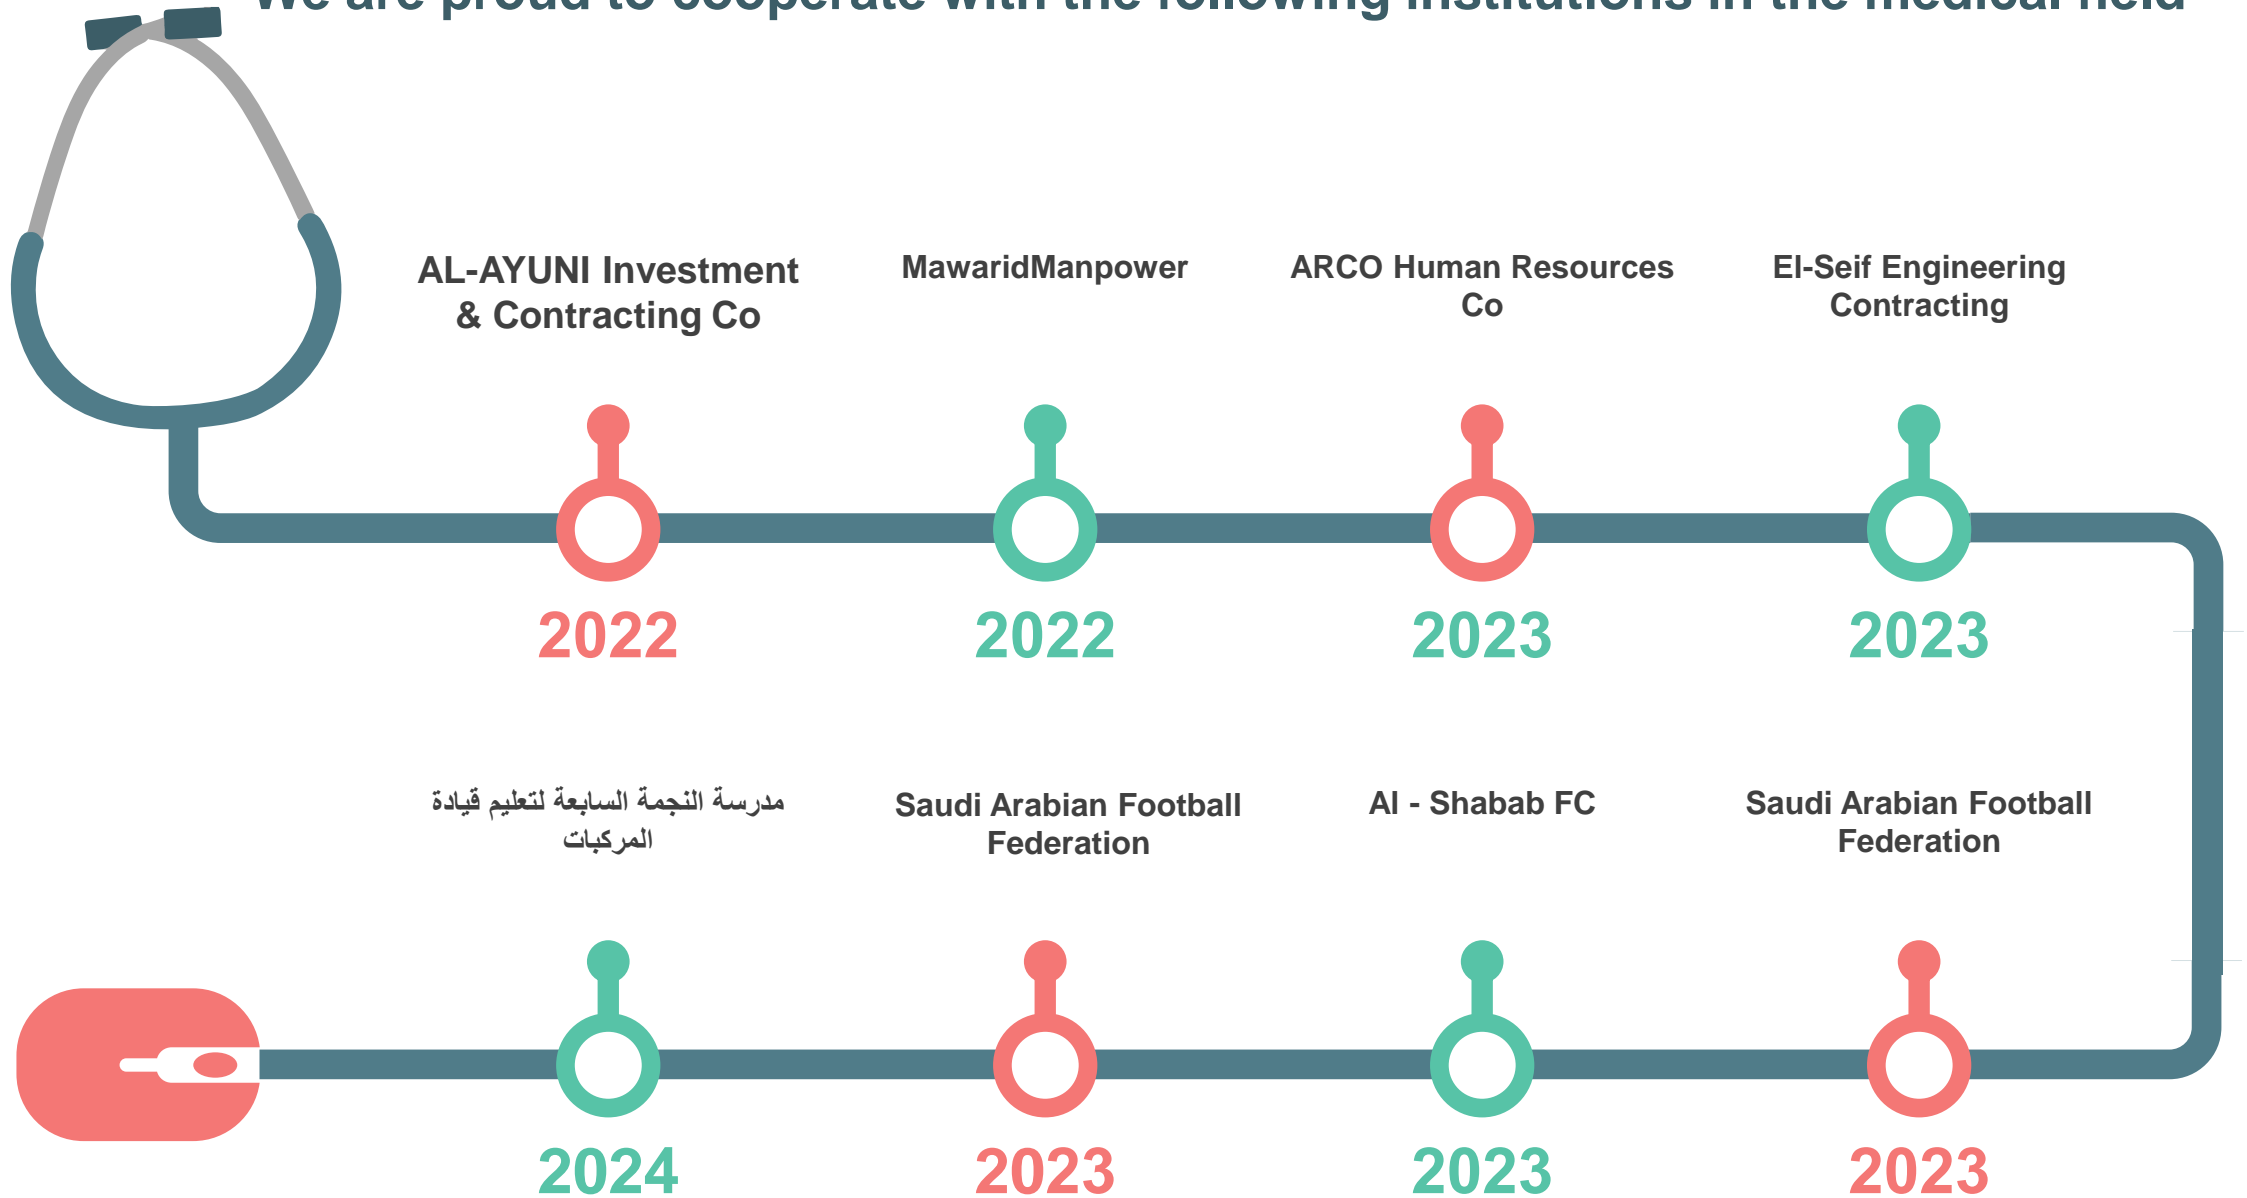 We are proud to cooperate with the following institutions in the medical field
AL-AYUNI Investment
& Contracting Co
MawaridManpower
ARCO Human Resources
Co
El-Seif Engineering
Contracting
2022
2022
2023
2023
مدرسة النجمة السابعة لتعليم قيادة
المركبات
Saudi Arabian Football
Federation
Al - Shabab FC
Saudi Arabian Football
Federation
2024
2023
2023
2023